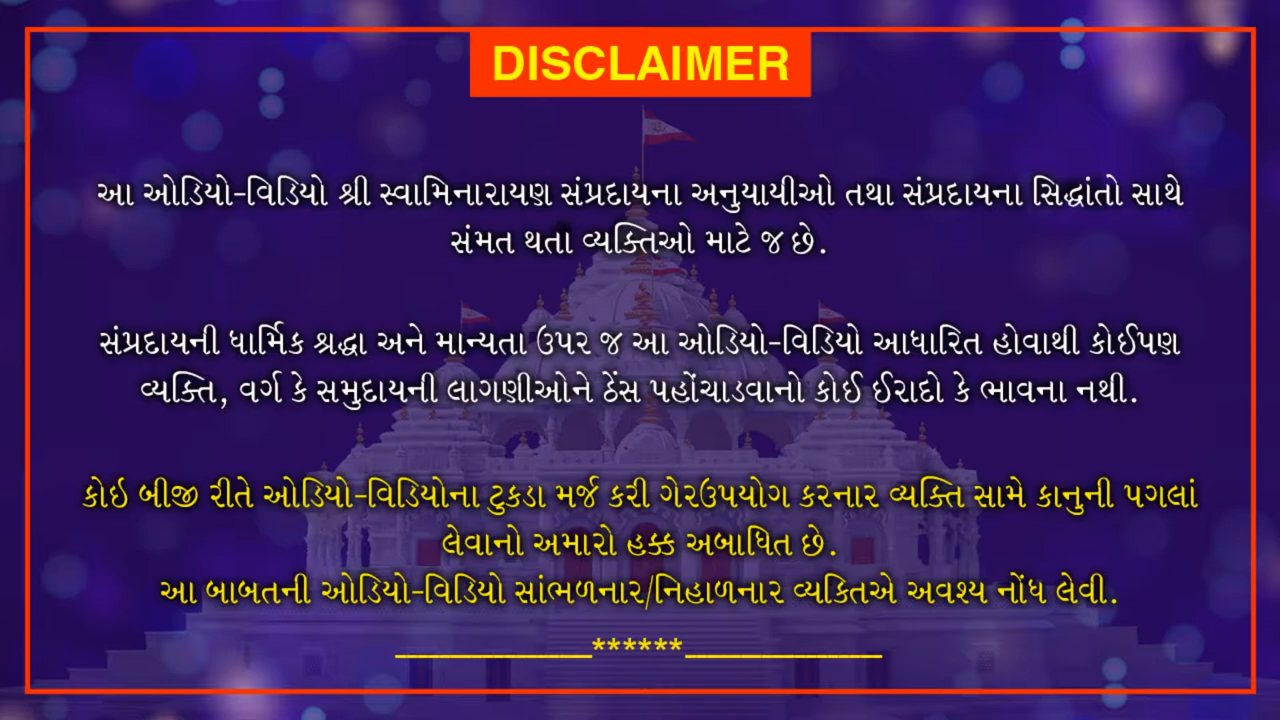 DISCLAIMER
આ ઓડિયો-વિડિયો શ્રી સ્વામિનારાયણ સંપ્રદાયના અનુયાયીઓ તથા સંપ્રદાયના સિદ્ધાંતો સાથે
સંમત થતા વ્યક્તિઓ માટે જ છે.
સંપ્રદાયની ધાર્મિક શ્રદ્ધા અને માન્યતા ઉપર જ આ ઓડિયો-વિડિયો આધારિત હોવાથી કોઈપણ
વ્યક્તિ, વર્ગ કે સમુદાયની લાગણીઓને ઠેંસ પહોંચાડવાનો કોઈ ઈરાદો કે ભાવના નથી.
કોઇ બીજી રીતે ઓડિયો-વિડિયોના ટુકડા મર્જ કરી ગેરઉપયોગ કરનાર વ્યક્તિ સામે કાનુની પગલાં
લેવાનો અમારો હક્ક અબાધિત છે.
આ બાબતની ઓડિયો-વિડિયો સાંભળનાર/નિહાળનાર વ્યકિતએ અવશ્ય નોંધ લેવી.
______________******______________